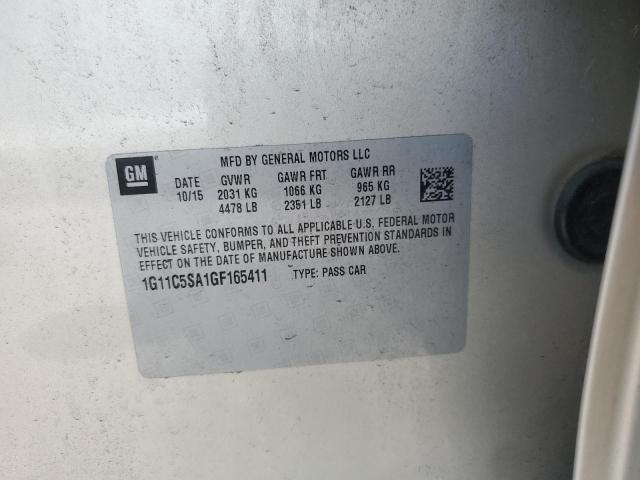 GM
MFD BY GENERAL MOTORS LLC
DATE GVWR GAWR FRT GAWR RR
10/15 2031 KG 1066 KG 965 KG
4478 LB 2351 LB 2127 LB
THIS VEHICLE CONFORMS TO ALL APPLICABLE U.S. FEDERAL MOTOR
VEHICLE SAFETY, BUMPER, AND THEFT PREVENTION STANDARDS IN
EFFECT ON THE DATE OF MANUFACTURE SHOWN ABOVE.
1G11C5SA1GF165411 TYPE: PASS CAR